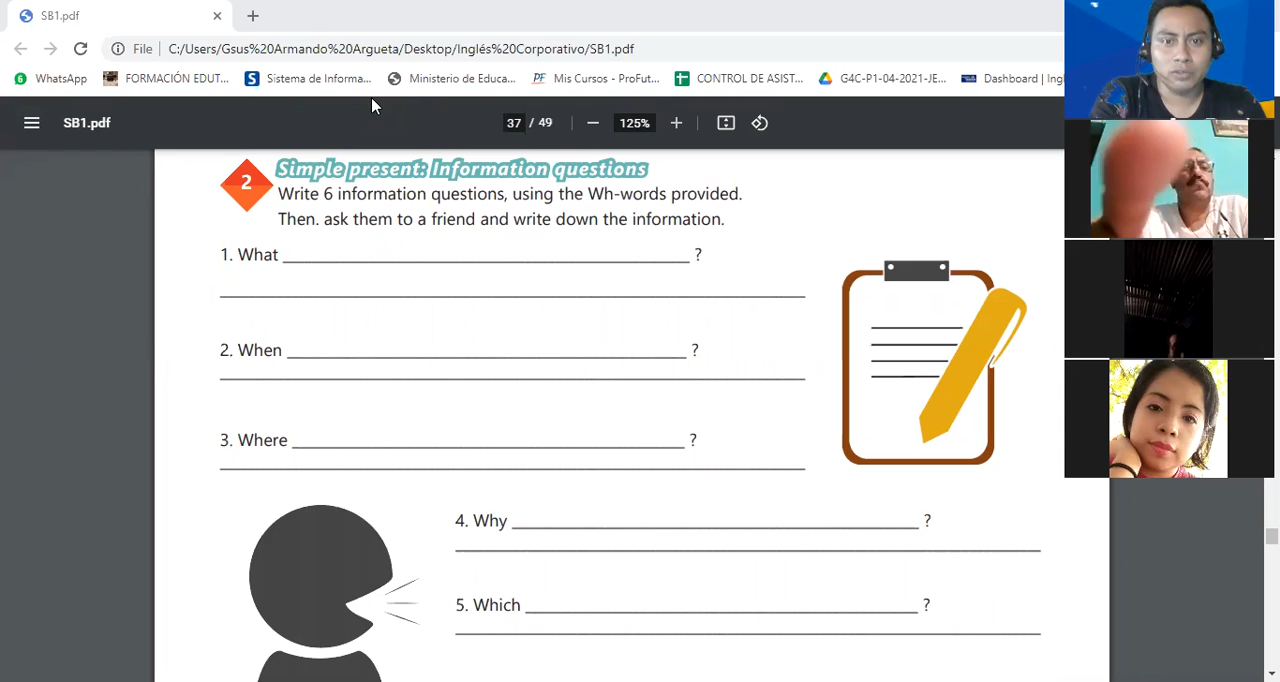 SB1.pdf
File C:/Users/Gsus%20Armando%20Argueta/Desktop/Inglés%20Corporativo/SB1.pdf
6 WhatsApp FORMACIÓN EDUT... S Sistema de Informa... Ministerio de Educa... PF Mis Cursos - ProFut... CONTROL DE ASIST... G4C-P1-04-2021-JE... Dashboard | Ingl
SB1.pdf 37 / 49 125%
2 Simple present: Information questions
Write 6 information questions, using the Wh-words provided.
Then. ask them to a friend and write down the information.
1. What ?
2. When ?
3. Where ?
4. Why ?
5. Which ?